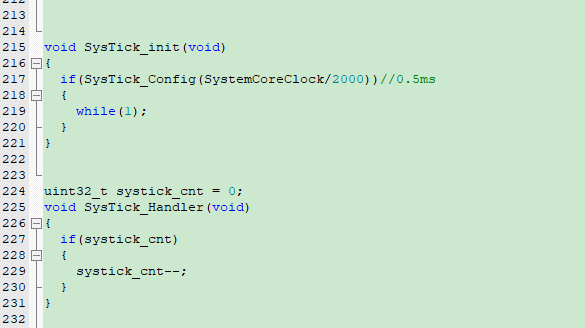 213
214
215 void SysTick_init(void)
216 {
217 if(SysTick_Config(SystemCoreClock/2000))//0.5ms
218 {
219 while(1);
220 }
221 }
222
223
224 uint32_t systick_cnt = 0;
225 void SysTick_Handler(void)
226 {
227 if(systick_cnt)
228 {
229 systick_cnt--;
230 }
231 }
232